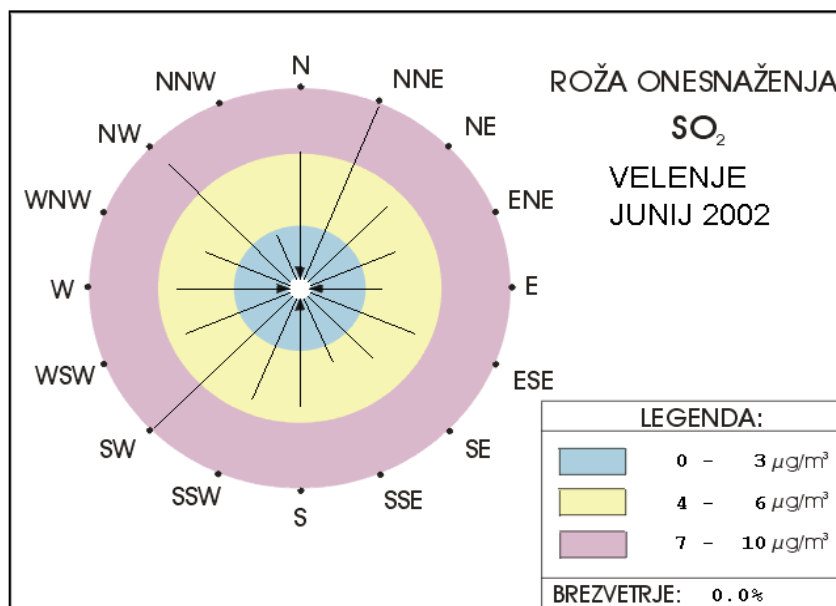 N
NNE
NE
ENE
E
ESE
SE
SSE
S
SSW
SW
WSW
W
WNW
NW
NNW
ROŽA ONESNAŽENJA
SO₂
VELENJE
JUNIJ 2002
LEGENDA:
0 - 3 µg/m³
4 - 6 µg/m³
7 - 10 µg/m³
BREZVETRJE: 0.0%